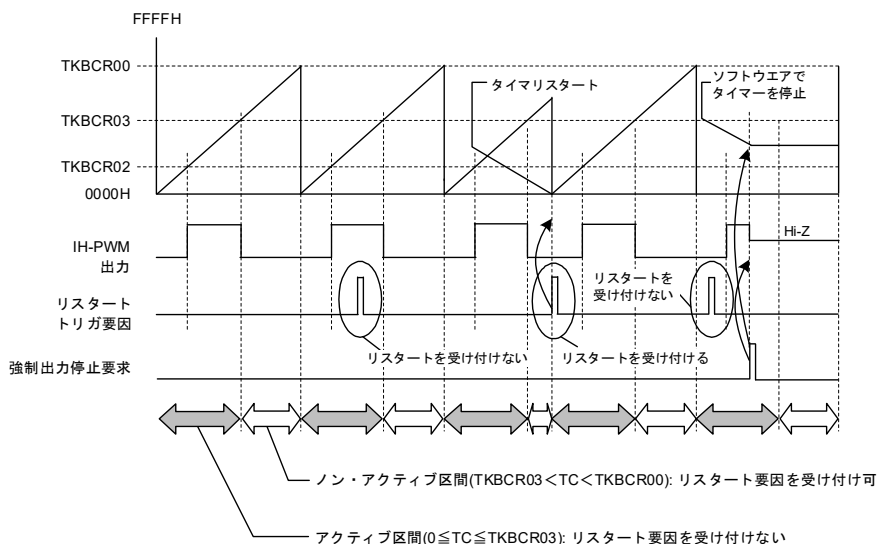 FFFFH
TKBCR00
TKBCR03
TKBCR02
0000H
タイマリスタート
ソフトウエアで
タイマーを停止
IH-PWM
出力
Hi-Z
リスタート
トリガ要因
リスタートを
受け付けない
リスタートを受け付けない
リスタートを受け付ける
強制出力停止要求
ノン・アクティブ区間(TKBCR03<TC<TKBCR00): リスタート要因を受け付け可
アクティブ区間(0≦TC≦TKBCR03): リスタート要因を受け付けない